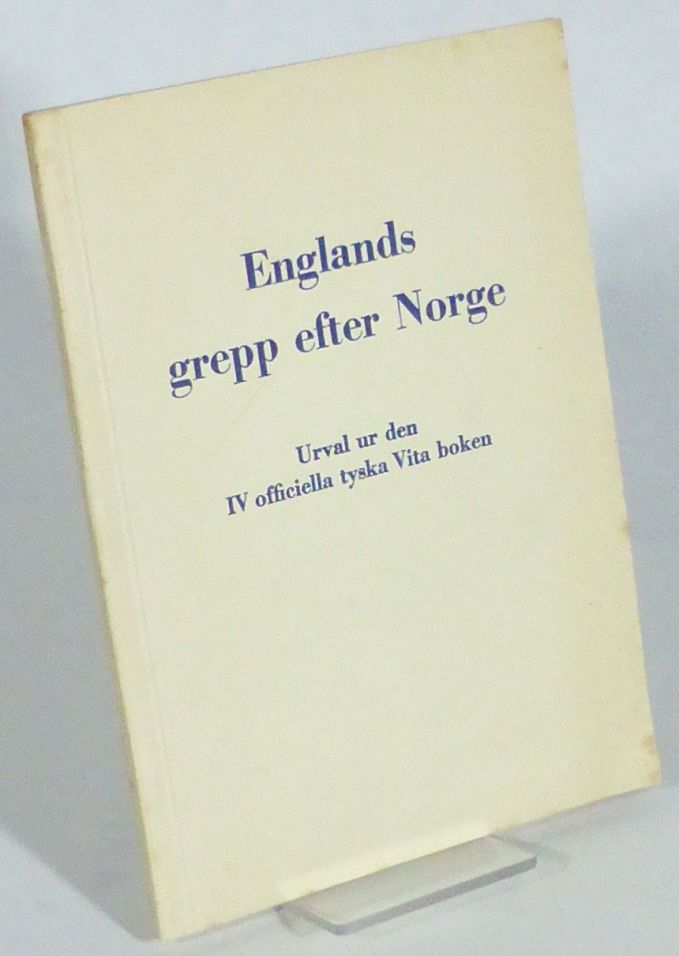 Englands
grepp efter Norge
Urval ur den
IV officiella tyska Vita boken